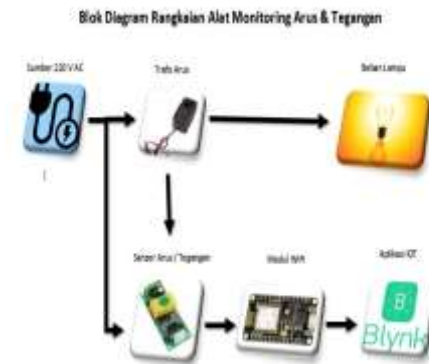 Blok Diagram Rangkaian Alat Monitoring Arus & Tegangan
Sumber 220 V AC
Trafo Arus
Beban Lampu
Sensor Arus / Tegangan
Modul WiFi
Aplikasi IOT
B
Blynk